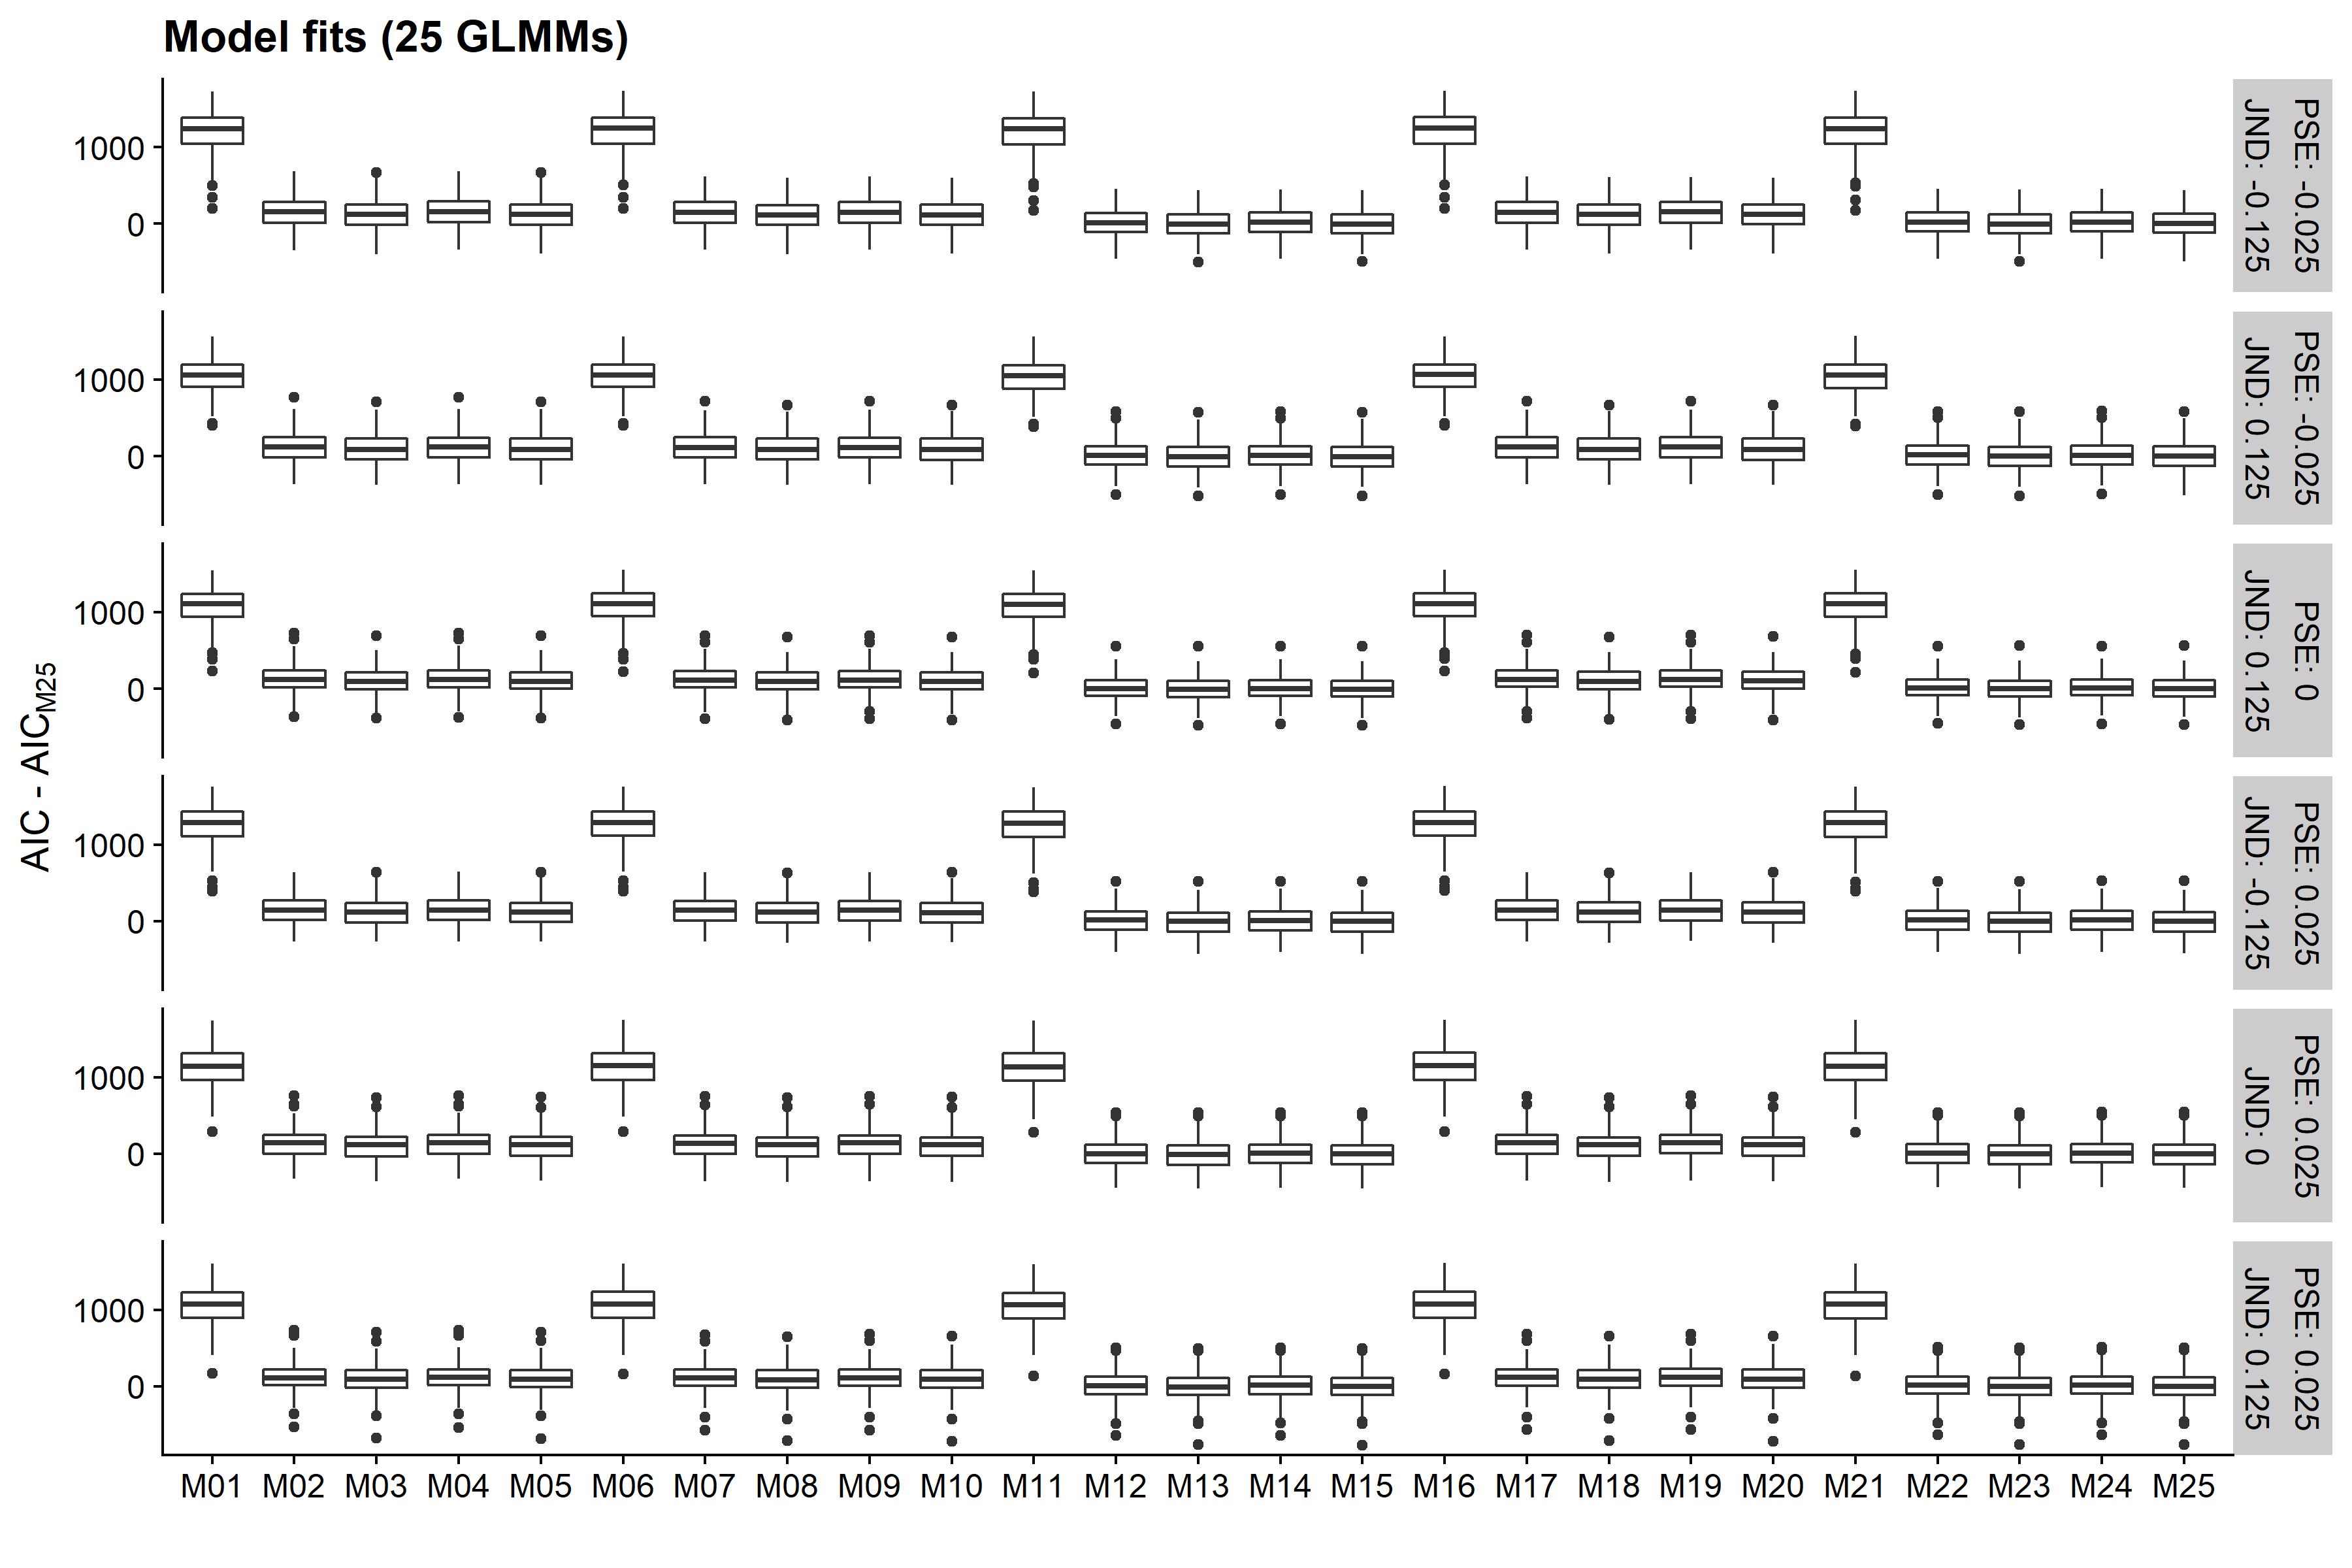 Model fits (25 GLMMs)
AIC - AICM25
1000
0
PSE: -0.025
JND: -0.125
1000
0
PSE: -0.025
JND: 0.125
1000
0
PSE: 0
JND: 0.125
1000
0
PSE: 0.025
JND: -0.125
1000
0
PSE: 0.025
JND: 0
1000
0
PSE: 0.025
JND: 0.125
M01 M02 M03 M04 M05 M06 M07 M08 M09 M10 M11 M12 M13 M14 M15 M16 M17 M18 M19 M20 M21 M22 M23 M24 M25